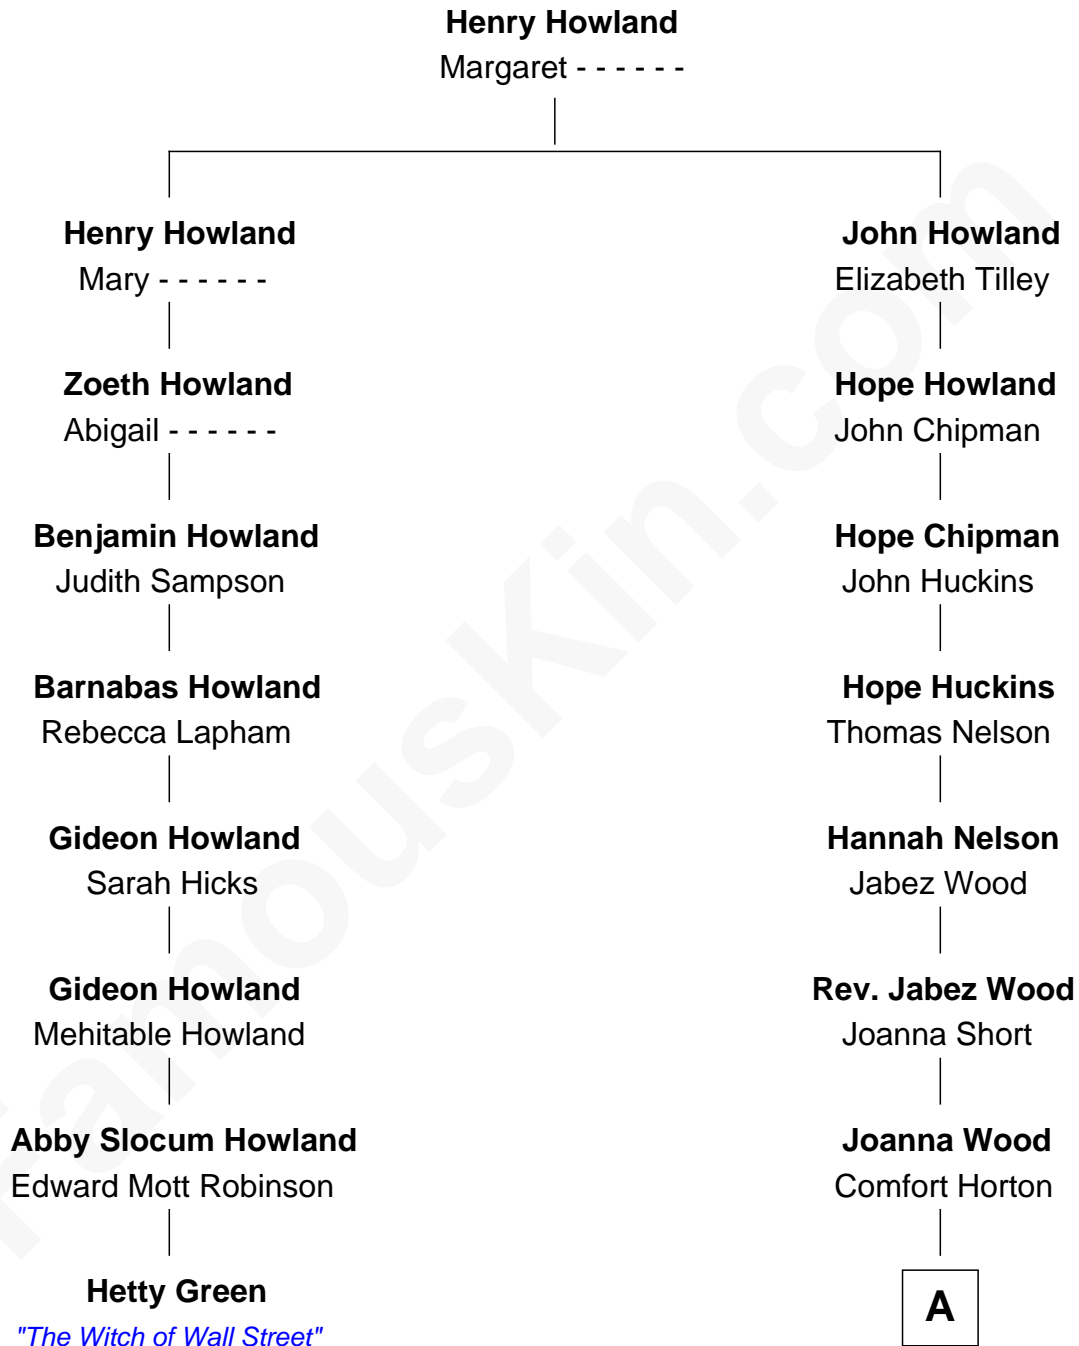 Henry Howland
Margaret - - - - - -
Henry Howland
Mary - - - - - -
John Howland
Elizabeth Tilley
Zoeth Howland
Abigail - - - - - -
Hope Howland
John Chipman
Benjamin Howland
Judith Sampson
Hope Chipman
John Huckins
Barnabas Howland
Rebecca Lapham
Hope Huckins
Thomas Nelson
Gideon Howland
Sarah Hicks
Hannah Nelson
Jabez Wood
Gideon Howland
Mehitable Howland
Rev. Jabez Wood
Joanna Short
Abby Slocum Howland
Edward Mott Robinson
Joanna Wood
Comfort Horton
Hetty Green
"The Witch of Wall Street"
A
FamousKin.com